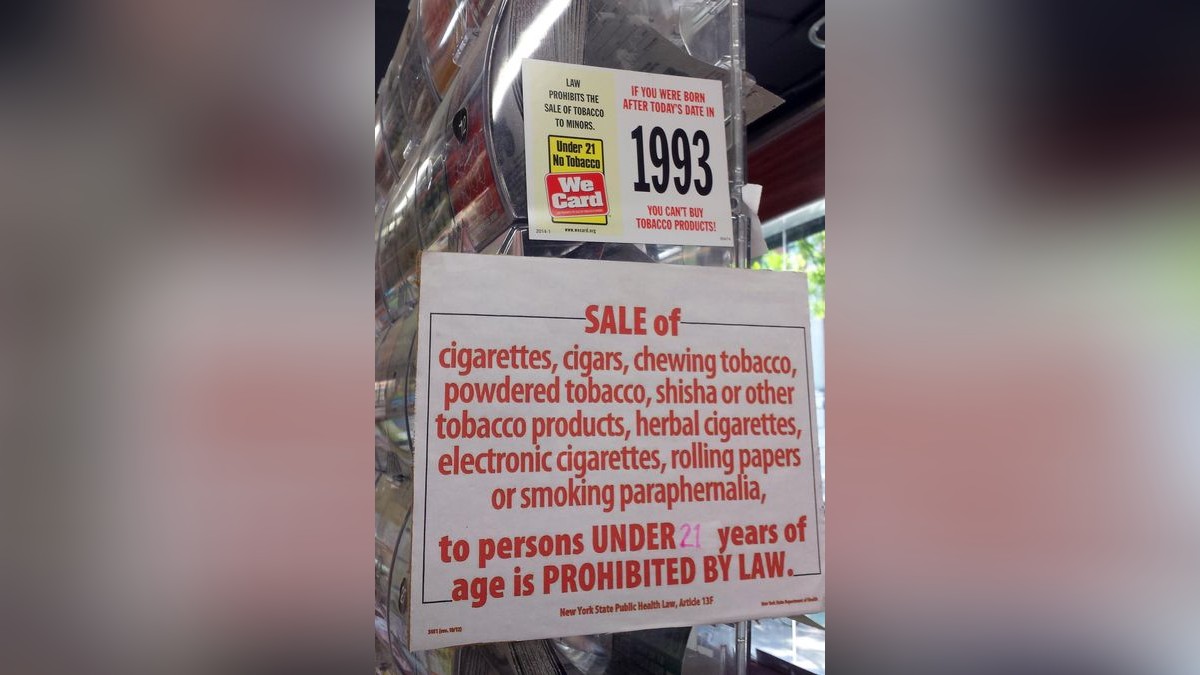 LAW
PROHIBITS THE
SALE OF TOBACCO
TO MINORS.
Under 21
No Tobacco
We
Card
2014-1
www.wecard.org
IF YOU WERE BORN
AFTER TODAY'S DATE IN
1993
YOU CAN'T BUY
TOBACCO PRODUCTS!
SALE of
cigarettes, cigars, chewing tobacco,
powdered tobacco, shisha or other
tobacco products, herbal cigarettes,
electronic cigarettes, rolling papers
or smoking paraphernalia,
to persons UNDER 21 years of
age is PROHIBITED BY LAW.
New York State Public Health Law, Article 13F
New York State Department of Health